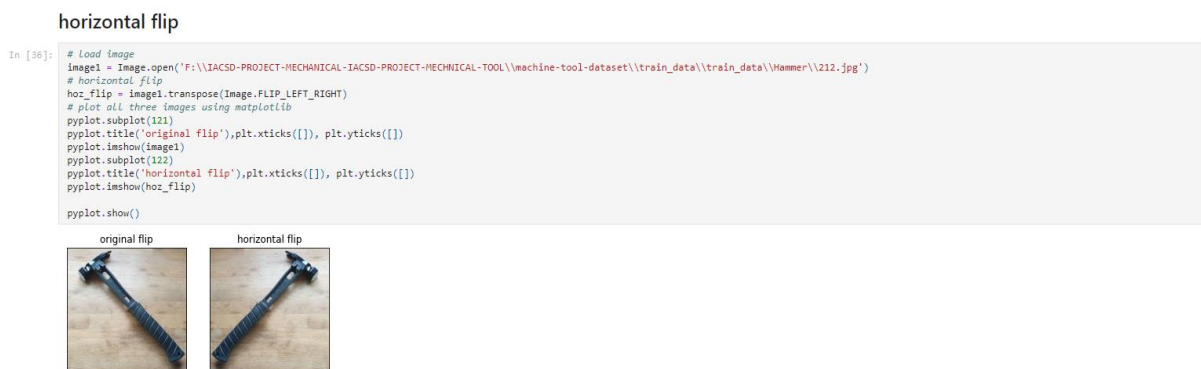 horizontal flip
In [36]:
# load image
image1 = Image.open('F:\\IACSD-PROJECT-MECHANICAL-IACSD-PROJECT-MECHNICAL-TOOL\\machine-tool-dataset\\train_data\\train_data\\Hammer\\212.jpg')
# horizontal flip
hoz_flip = image1.transpose(Image.FLIP_LEFT_RIGHT)
# plot all three images using matplotlib
pyplot.subplot(121)
pyplot.title('original flip'),plt.xticks([]), plt.yticks([])
pyplot.imshow(image1)
pyplot.subplot(122)
pyplot.title('horizontal flip'),plt.xticks([]), plt.yticks([])
pyplot.imshow(hoz_flip)
pyplot.show()
original flip
horizontal flip